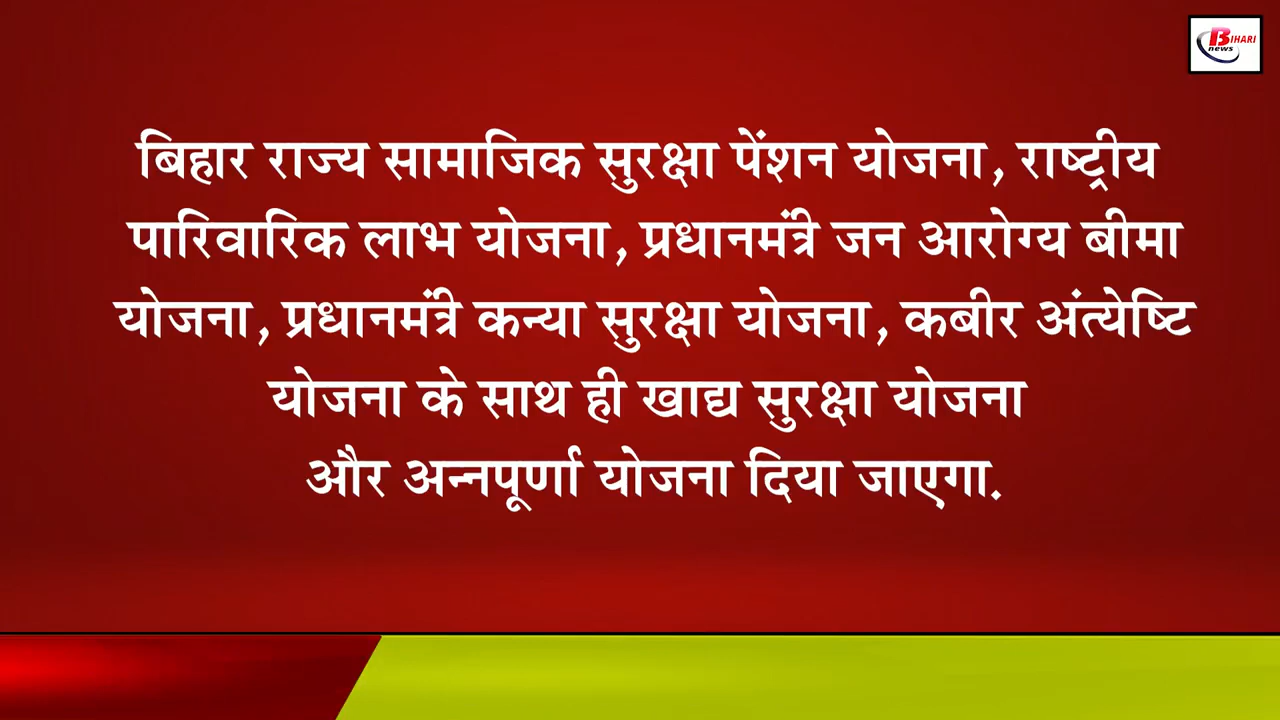 BIHARI
news
बिहार राज्य सामाजिक सुरक्षा पेंशन योजना, राष्ट्रीय
पारिवारिक लाभ योजना, प्रधानमंत्री जन आरोग्य बीमा
योजना, प्रधानमंत्री कन्या सुरक्षा योजना, कबीर अंत्येष्टि
योजना के साथ ही खाद्य सुरक्षा योजना
और अन्नपूर्णा योजना दिया जाएगा.